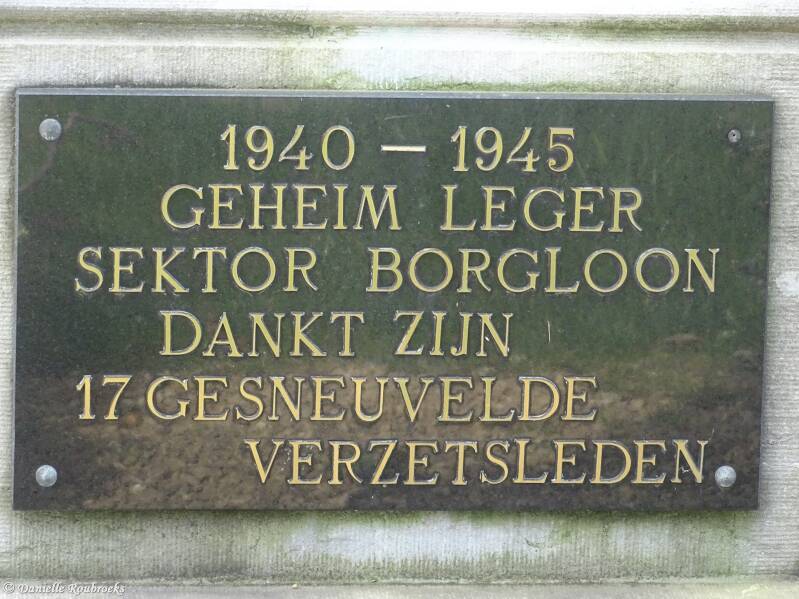 1940 – 1945
GEHEIM LEGER
SEKTOR BORGLOON
DANKT ZIJN
17 GESNEUVELDE
VERZETSLEDEN
© Danielle Roubroeks